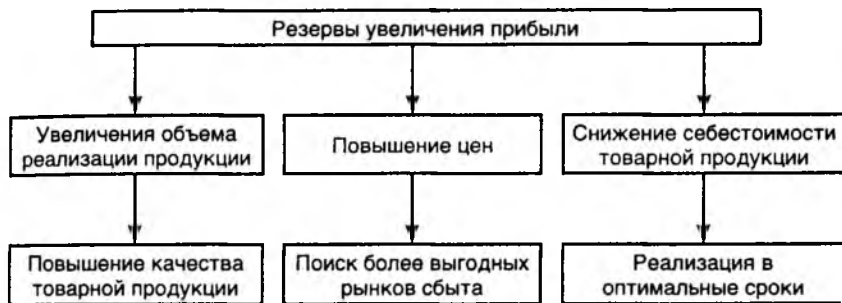 Резервы увеличения прибыли
Увеличения объема
реализации продукции
Повышение цен
Снижение себестоимости
товарной продукции
Повышение качества
товарной продукции
Поиск более выгодных
рынков сбыта
Реализация в
оптимальные сроки